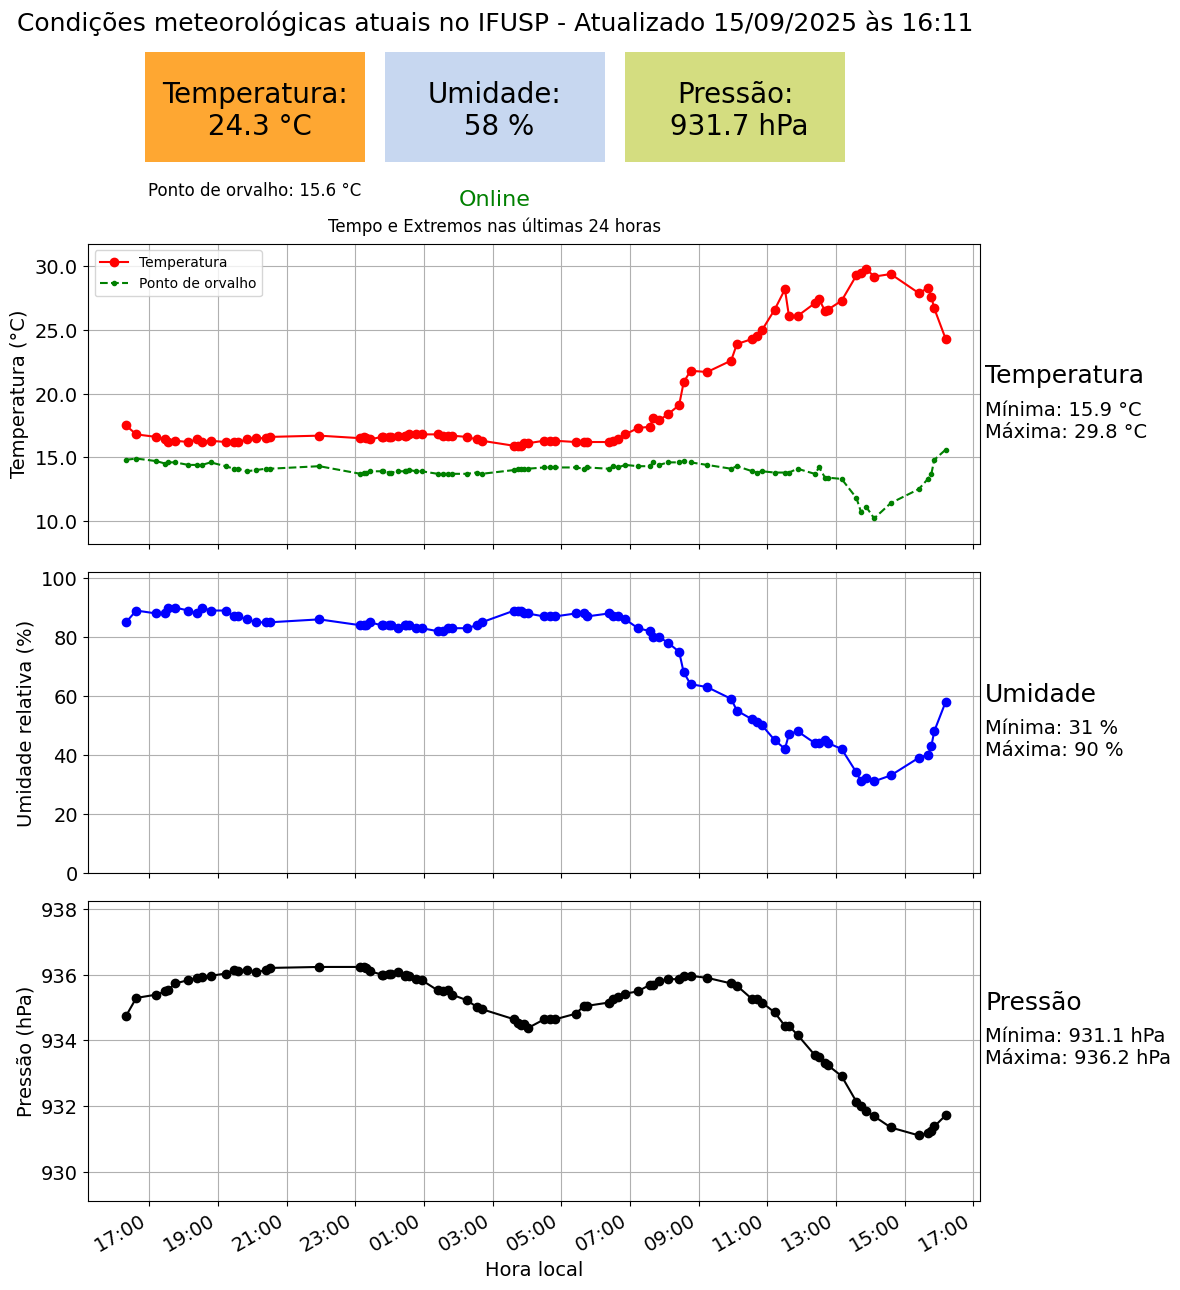 Condições meteorológicas atuais no IFUSP - Atualizado 15/09/2025 às 16:11
Temperatura:
24.3 °C
Umidade:
58 %
Pressão:
931.7 hPa
Ponto de orvalho: 15.6 °C
Online
Tempo e Extremos nas últimas 24 horas
Temperatura
Ponto de orvalho
Temperatura (°C)
30.0
25.0
20.0
15.0
10.0
Temperatura
Mínima: 15.9 °C
Máxima: 29.8 °C
Umidade relativa (%)
100
80
60
40
20
0
Umidade
Mínima: 31 %
Máxima: 90 %
Pressão (hPa)
938
936
934
932
930
Pressão
Mínima: 931.1 hPa
Máxima: 936.2 hPa
17:00
19:00
21:00
23:00
01:00
03:00
05:00
07:00
09:00
11:00
13:00
15:00
17:00
Hora local